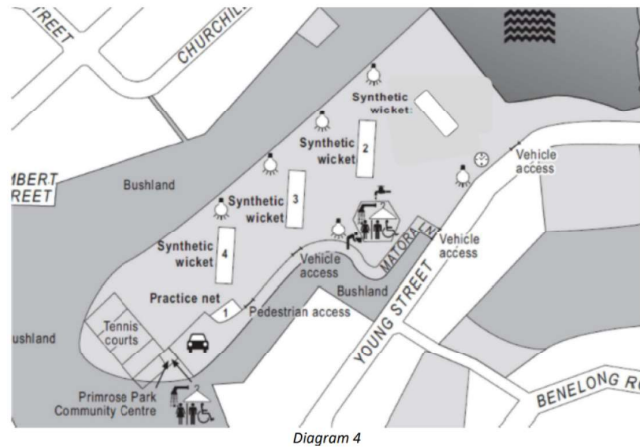 STREET
CHURCHILL
Synthetic
wicket:
Synthetic
wicket
2
Synthetic
wicket
3
Synthetic
wicket
4
Practice net
1
Tennis
courts
Primrose Park
Community Centre
Bushland
MBERT
REET
ushland
Vehicle
access
Pedestrian access
Bushland
MATORA LN
Vehicle
access
Vehicle
access
YOUNG STREET
BENELONG RO
Diagram 4